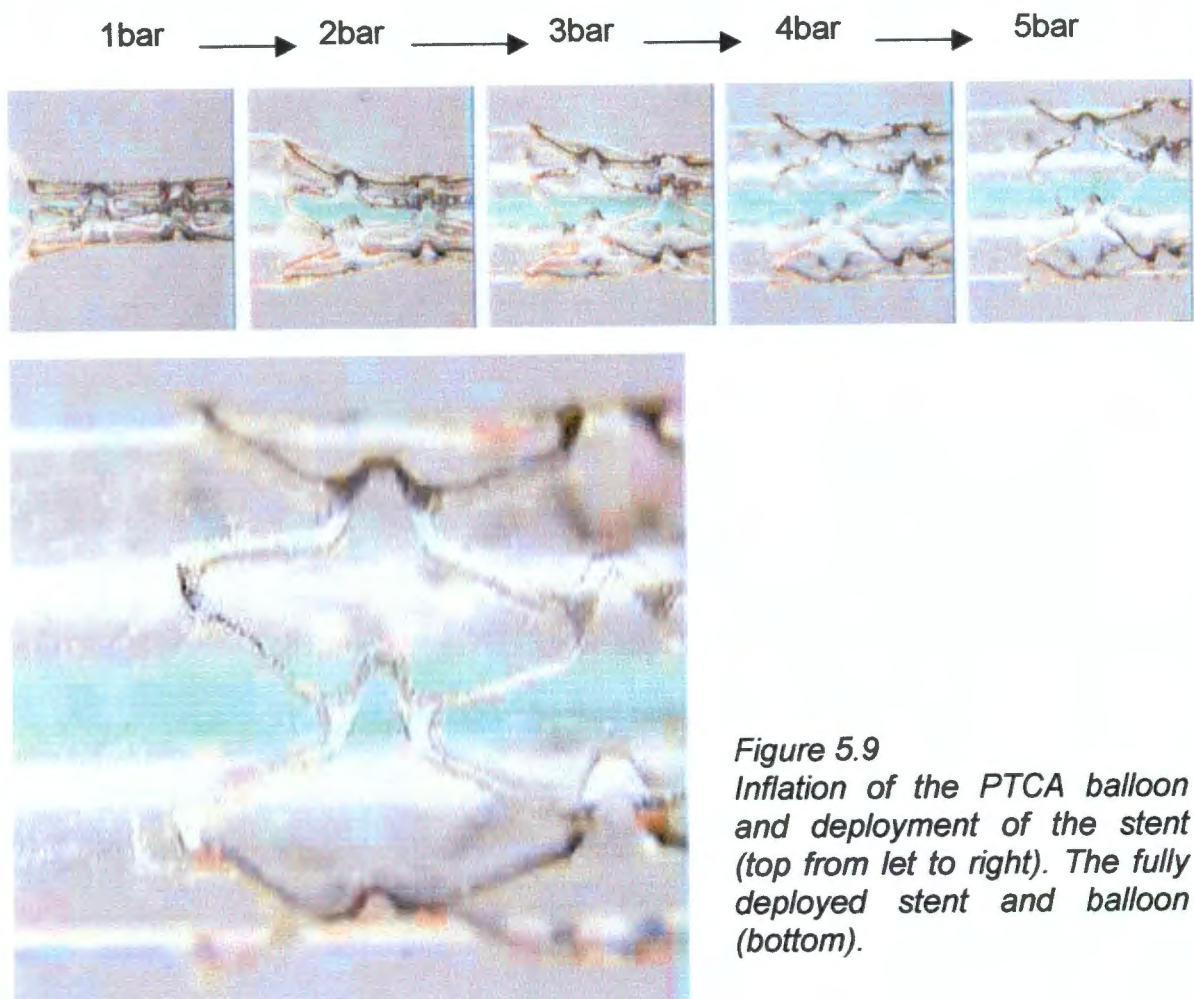 1bar 2bar 3bar 4bar 5bar
Figure 5.9
Inflation of the PTCA balloon
and deployment of the stent
(top from let to right). The fully
deployed stent and balloon
(bottom).